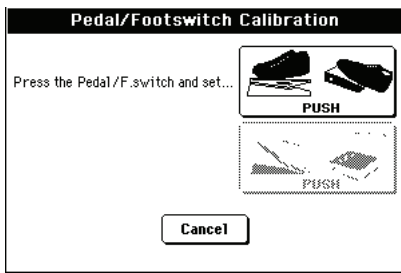 Pedal/Footswitch Calibration
Press the Pedal/F.switch and set...
PUSH
PUSH
Cancel